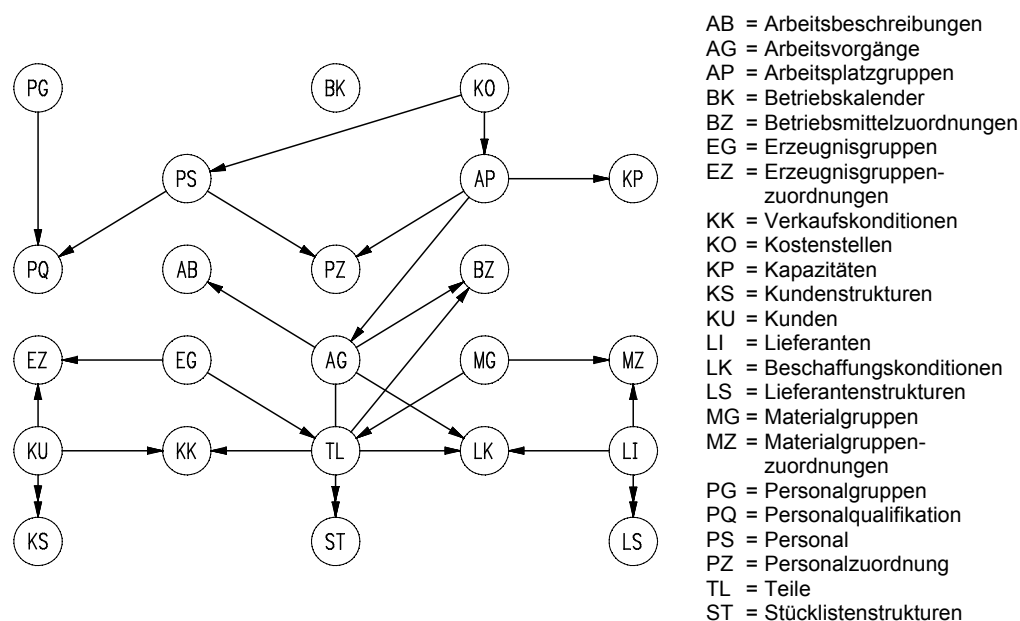 PG BK KO
PS AP KP
PQ AB PZ BZ
EZ EG AG MG MZ
KU KK TL LK LI
KS ST LS
AB = Arbeitsbeschreibungen
AG = Arbeitsvorgänge
AP = Arbeitsplatzgruppen
BK = Betriebskalender
BZ = Betriebsmittelzuordnungen
EG = Erzeugnisgruppen
EZ = Erzeugnisgruppen-
zuordnungen
KK = Verkaufskonditionen
KO = Kostenstellen
KP = Kapazitäten
KS = Kundenstrukturen
KU = Kunden
LI = Lieferanten
LK = Beschaffungskonditionen
LS = Lieferantenstrukturen
MG = Materialgruppen
MZ = Materialgruppen-
zuordnungen
PG = Personalgruppen
PQ = Personalqualifikation
PS = Personal
PZ = Personalzuordnung
TL = Teile
ST = Stücklistenstrukturen